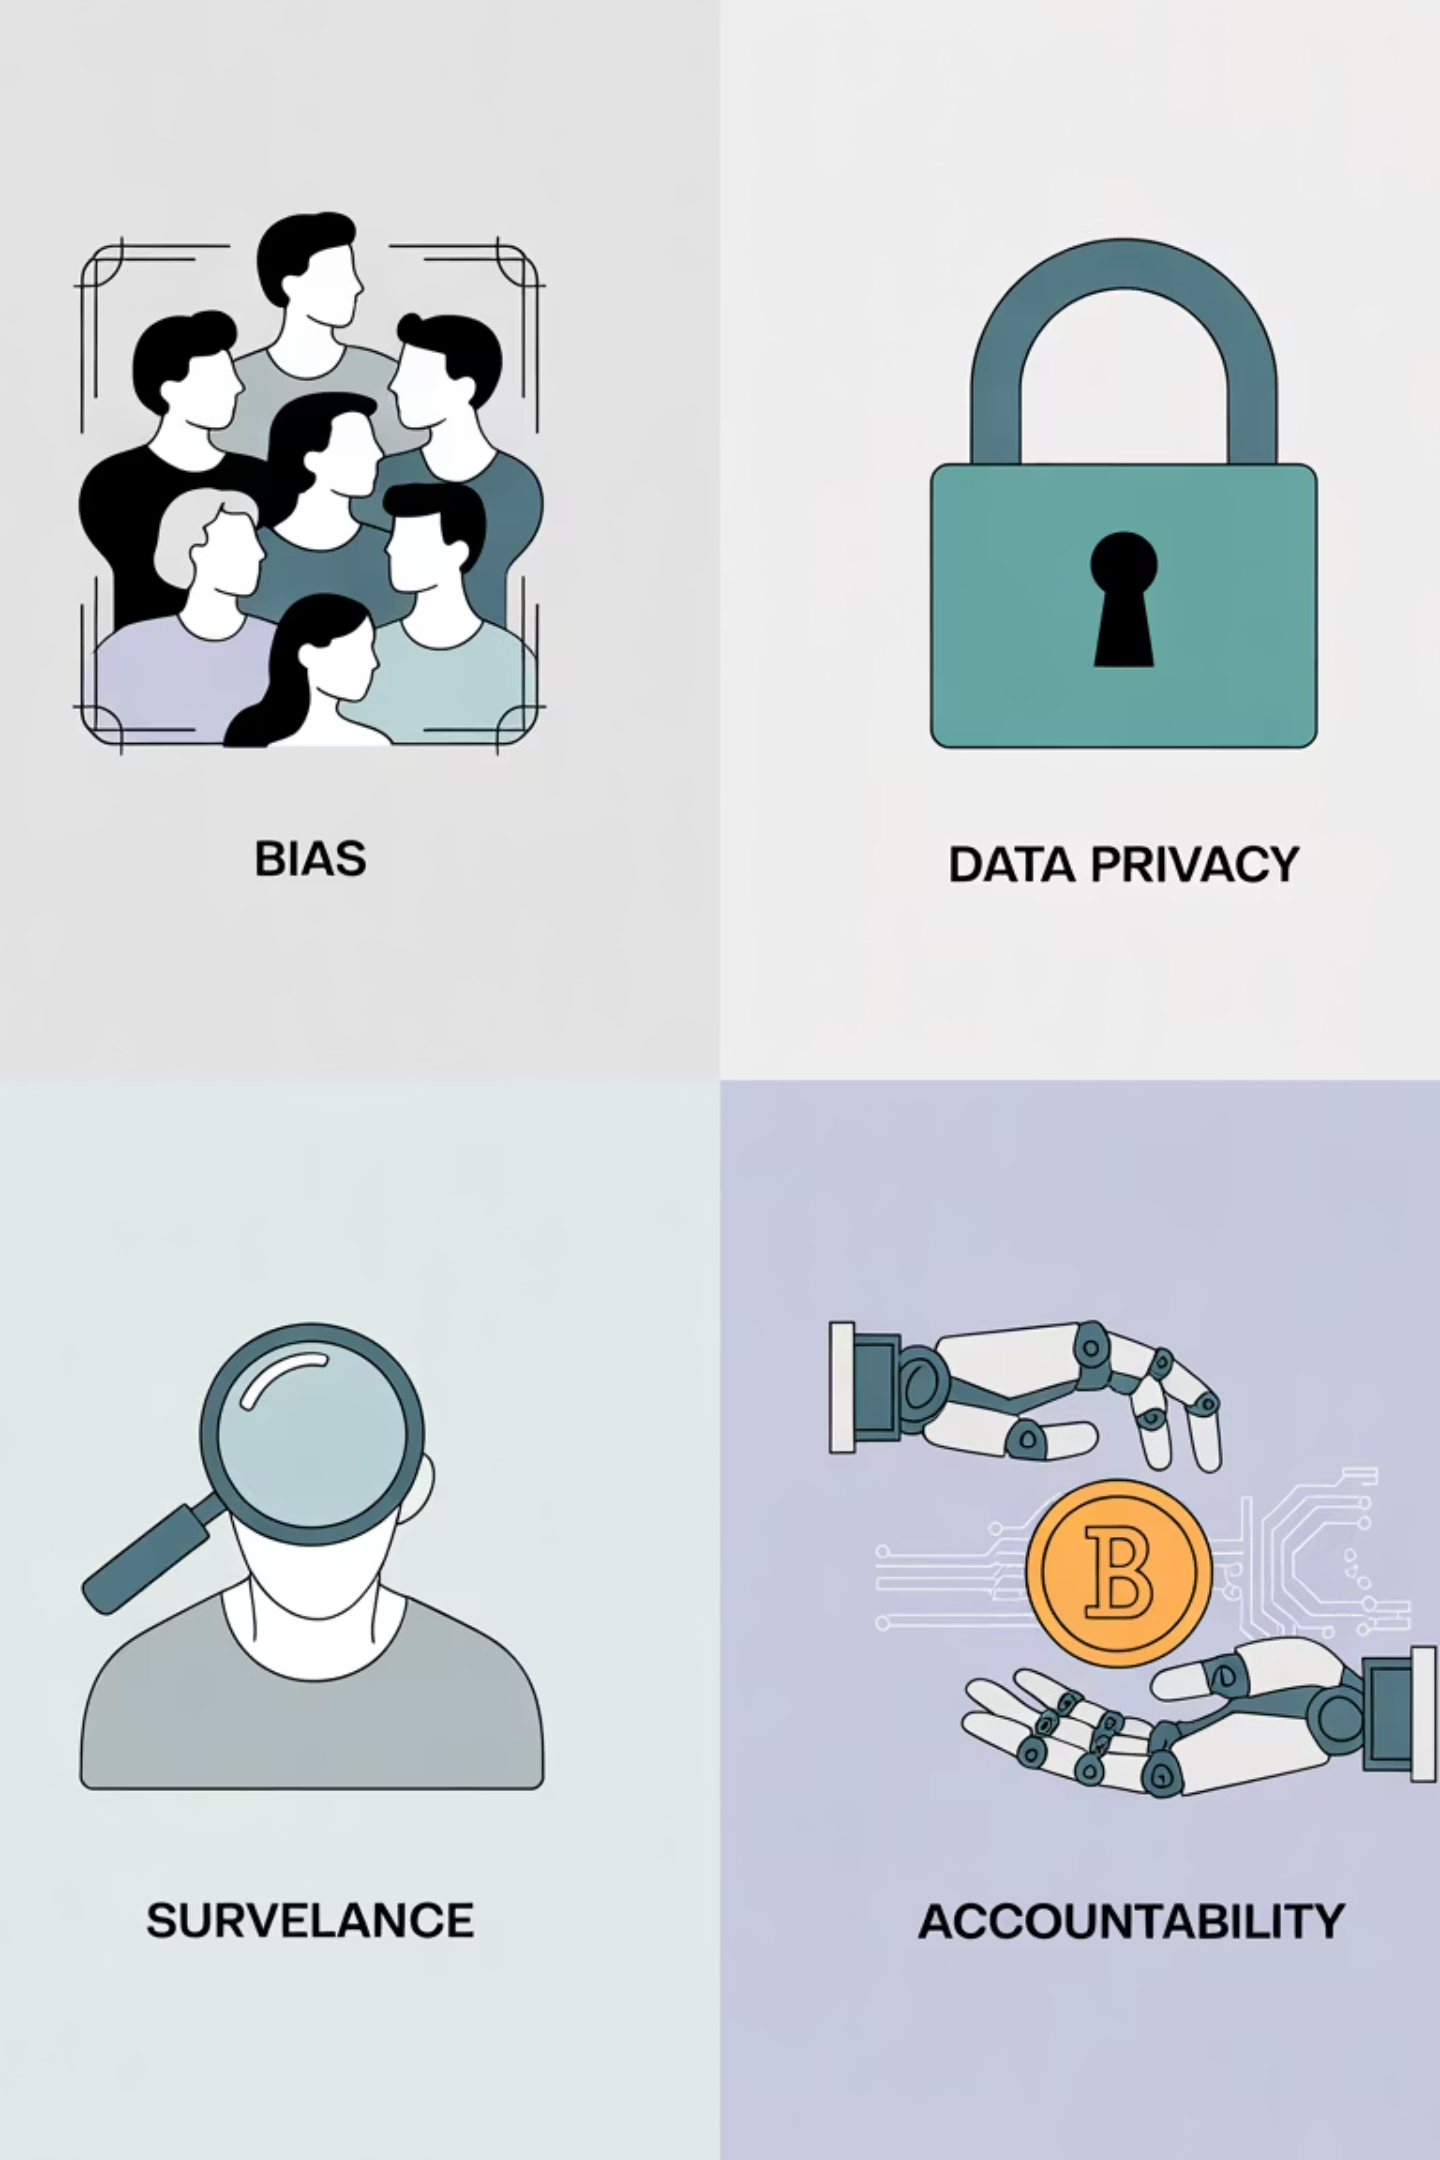 BIAS
DATA PRIVACY
SURVELANCE
B
ACCOUNTABILITY